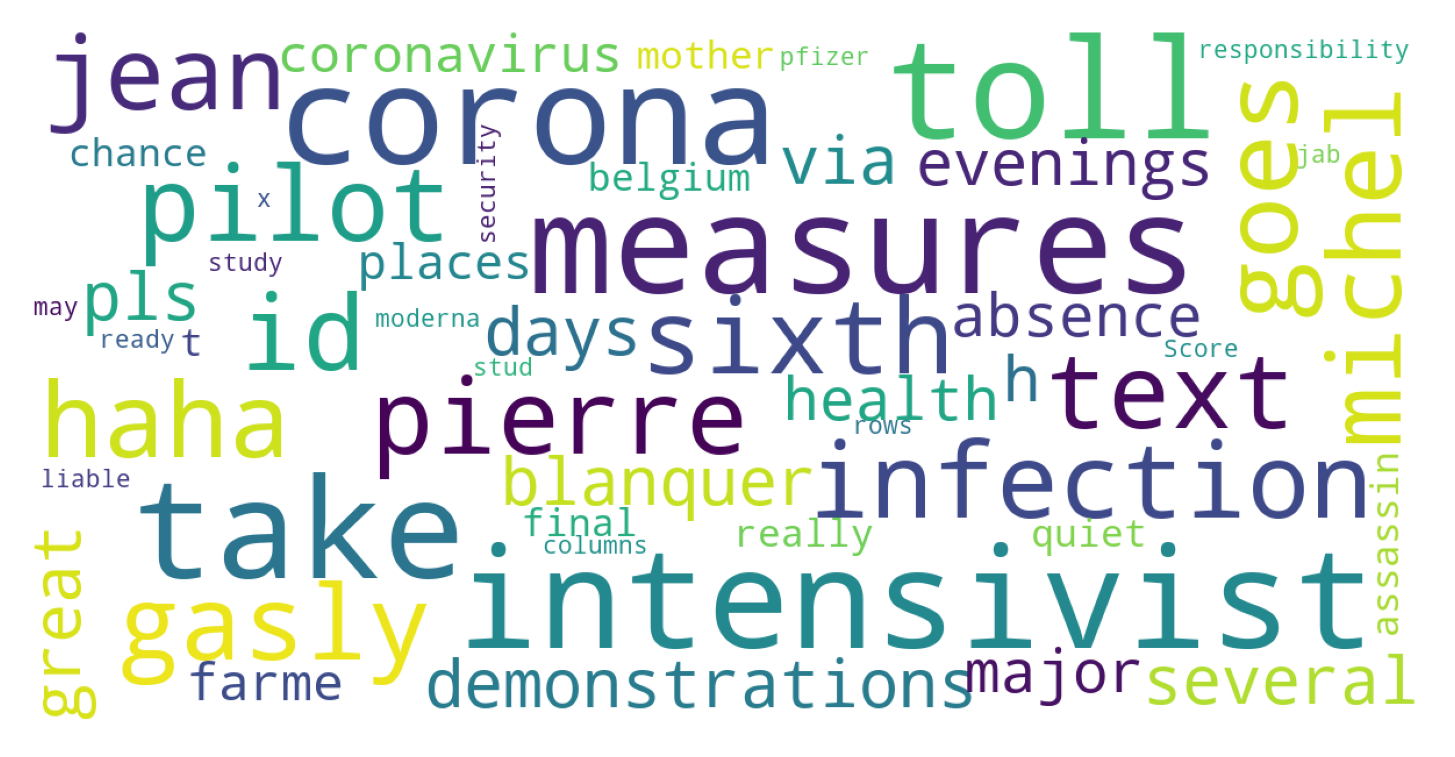 jean
coronavirus
mother
pfizer
toll
responsibility
corona
goes
michel
chance
security
via
evenings
jab
pilot
x
belgium
measures
study
places
may
pls
id
moderna
days
sixth
absence
ready
t
stud
Score
haha
pierre
health
h
text
rows
liable
take
blanquer
infection
assassin
final
columns
really
quiet
great
gasly
intensivist
farme
demonstrations
major
several